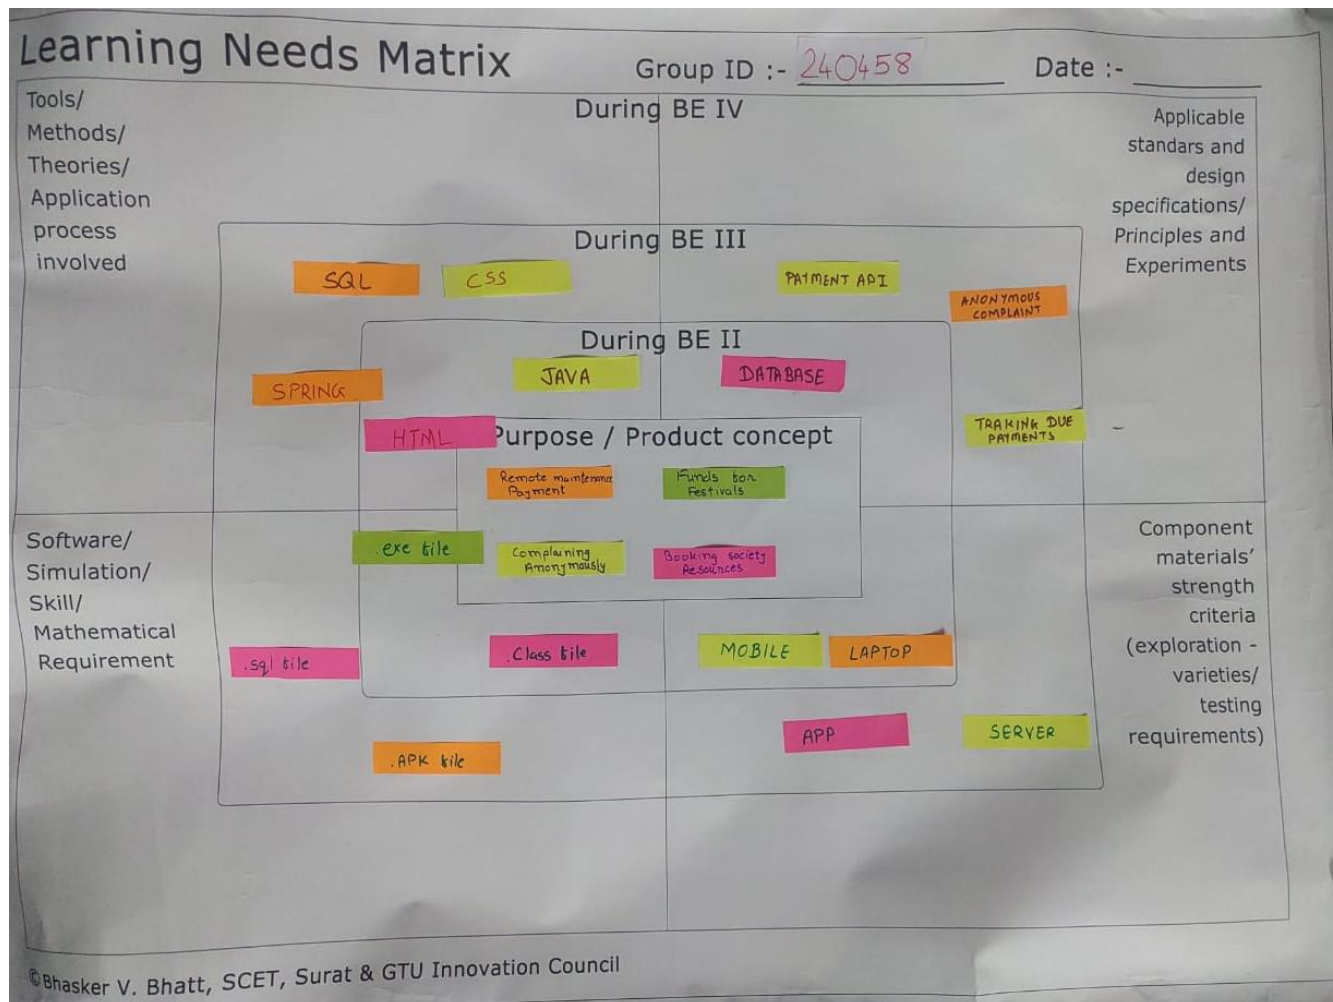 Learning Needs Matrix
Group ID :- 240458
Date :-
Tools/
Methods/
Theories/
Application
process
involved
During BE IV
Applicable
standars and
design
specifications/
Principles and
Experiments
During BE III
SQL
CSS
PAYMENT API
ANONYMOUS
COMPLAINT
During BE II
SPRING
JAVA
DATABASE
HTML
TRAKING DUE
PAYMENTS
Purpose / Product concept
Remote maintenance
Payment
Funds for
Festivals
Software/
Simulation/
Skill/
Mathematical
Requirement
.exe file
Complaining
Anonymously
Booking society
Resources
Component
materials'
strength
criteria
(exploration -
varieties/
testing
requirements)
.sql file
.Class file
MOBILE
LAPTOP
.APK file
APP
SERVER
©Bhasker V. Bhatt, SCET, Surat & GTU Innovation Council